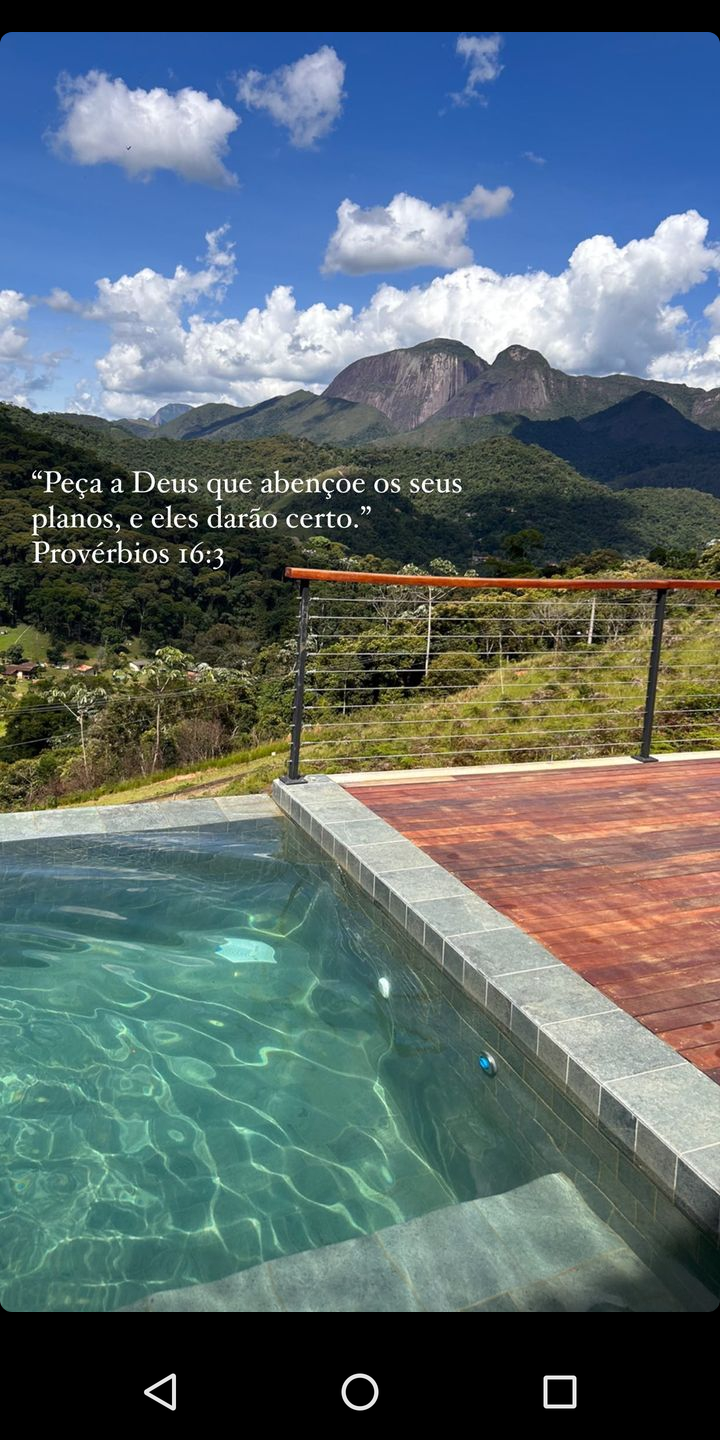 “Peça a Deus que abençoe os seus
planos, e eles darão certo.”
Provérbios 16:3